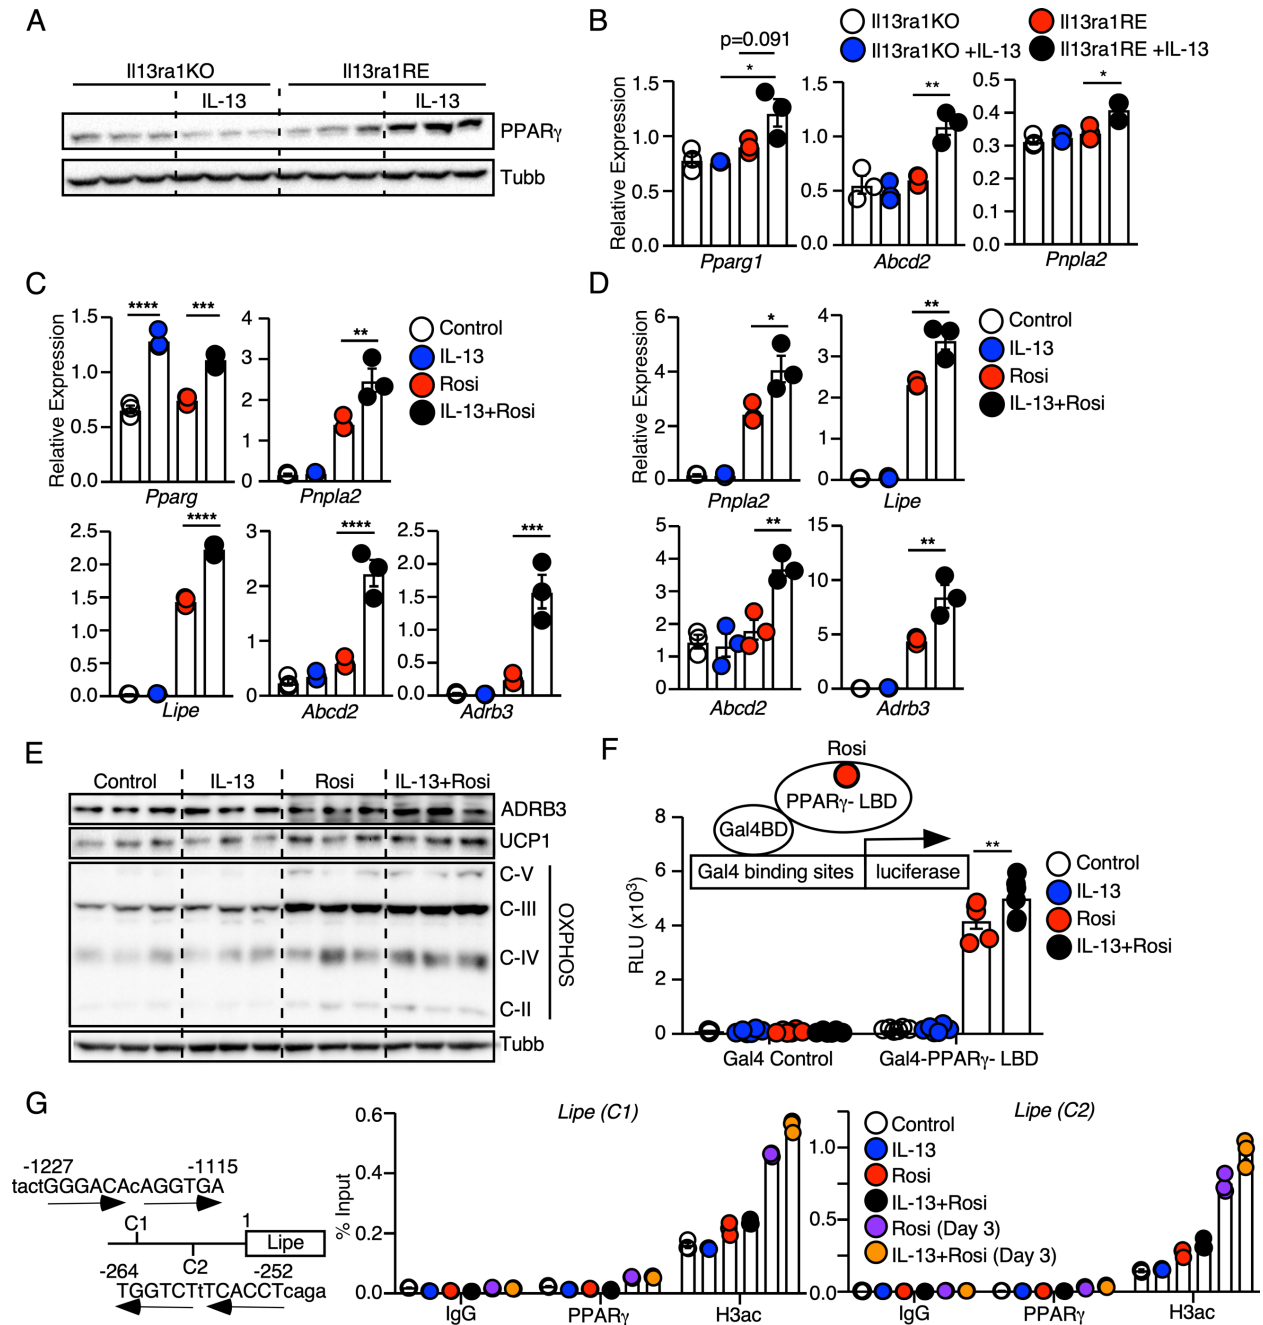 A
Il13ra1KO
Il13ra1RE
IL-13
IL-13
PPARγ
Tubb
B
Il13ra1KO
Il13ra1RE
Il13ra1KO +IL-13
Il13ra1RE +IL-13
p=0.091
*
**
*
Relative Expression
1.5
1.0
0.5
0.0
Pparg1
1.5
1.0
0.5
0.0
Abcd2
0.5
0.4
0.3
0.2
0.1
0.0
Pnpla2
C
Relative Expression
****
***
1.5
1.0
0.5
0.0
Pparg
**
4
3
2
1
0
Pnpla2
Control
IL-13
Rosi
IL-13+Rosi
****
2.5
2.0
1.5
1.0
0.5
0.0
Lipe
****
3
2
1
0
Abcd2
***
2.5
2.0
1.5
1.0
0.5
0.0
Adrb3
D
Relative Expression
*
6
4
2
0
Pnpla2
**
4
3
2
1
0
Lipe
Control
IL-13
Rosi
IL-13+Rosi
**
5
4
3
2
1
0
Abcd2
**
15
10
5
0
Adrb3
E
Control
IL-13
Rosi
IL-13+Rosi
ADRB3
UCP1
C-V
C-III
C-IV
C-II
OXPHOS
Tubb
F
Rosi
PPARγ- LBD
Gal4BD
Gal4 binding sites
luciferase
RLU (x10³)
8
6
4
2
0
**
Gal4 Control
Gal4-PPARγ- LBD
Control
IL-13
Rosi
IL-13+Rosi
G
-1227
-1115
tactGGGACAcAGGTGA
C1
1
Lipe
C2
-264
-252
TGGTCTtTCACCTcaga
% Input
Lipe (C1)
0.6
0.4
0.2
0.0
IgG
PPARγ
H3ac
Lipe (C2)
1.0
0.5
0.0
Control
IL-13
Rosi
IL-13+Rosi
Rosi (Day 3)
IL-13+Rosi (Day 3)
IgG
PPARγ
H3ac